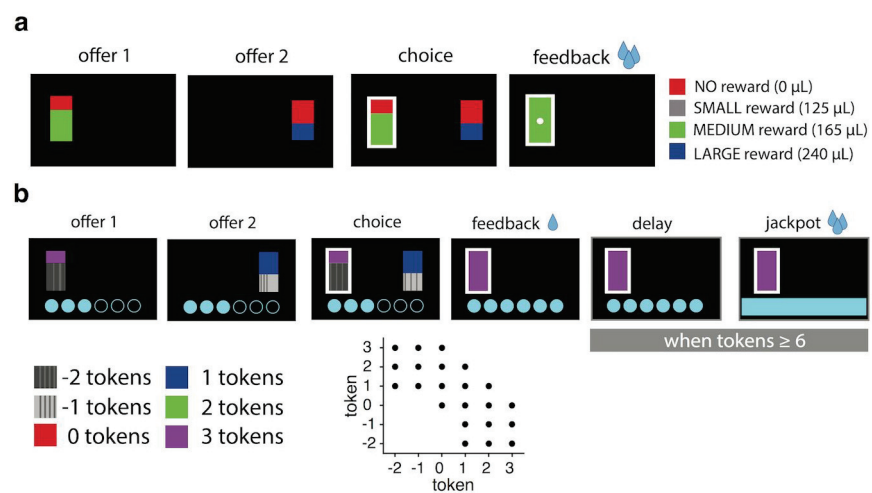 a
offer 1 offer 2 choice feedback
NO reward (0 µL)
SMALL reward (125 µL)
MEDIUM reward (165 µL)
LARGE reward (240 µL)
b
offer 1 offer 2 choice feedback delay jackpot
when tokens ≥ 6
-2 tokens 1 tokens
-1 tokens 2 tokens
0 tokens 3 tokens
3
2
1
0
-1
-2
token
-2 -1 0 1 2 3
token